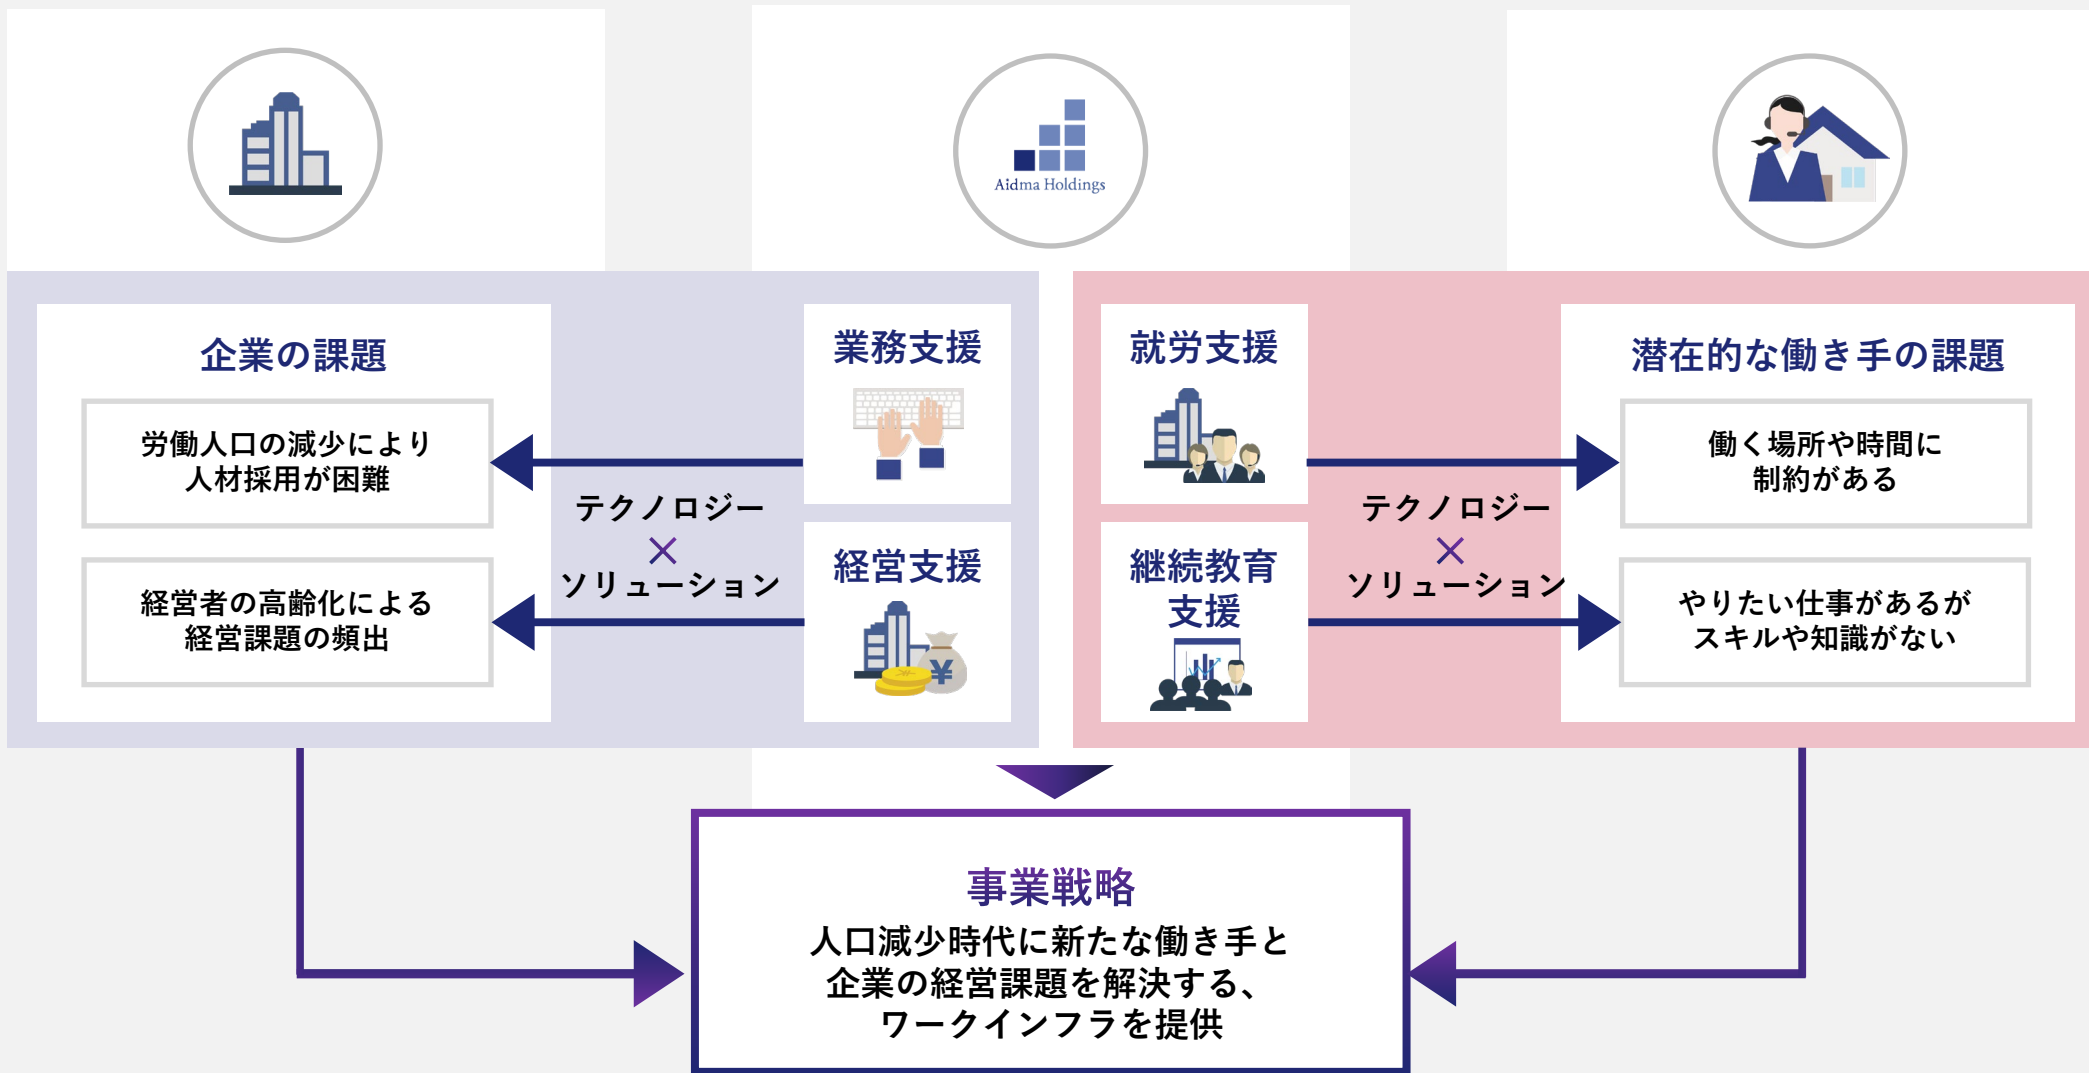 Aidma Holdings
企業の課題
労働人口の減少により
人材採用が困難
経営者の高齢化による
経営課題の頻出
テクノロジー
×
ソリューション
業務支援
経営支援
¥
就労支援
継続教育
支援
テクノロジー
×
ソリューション
潜在的な働き手の課題
働く場所や時間に
制約がある
やりたい仕事があるが
スキルや知識がない
事業戦略
人口減少時代に新たな働き手と
企業の経営課題を解決する、
ワークインフラを提供